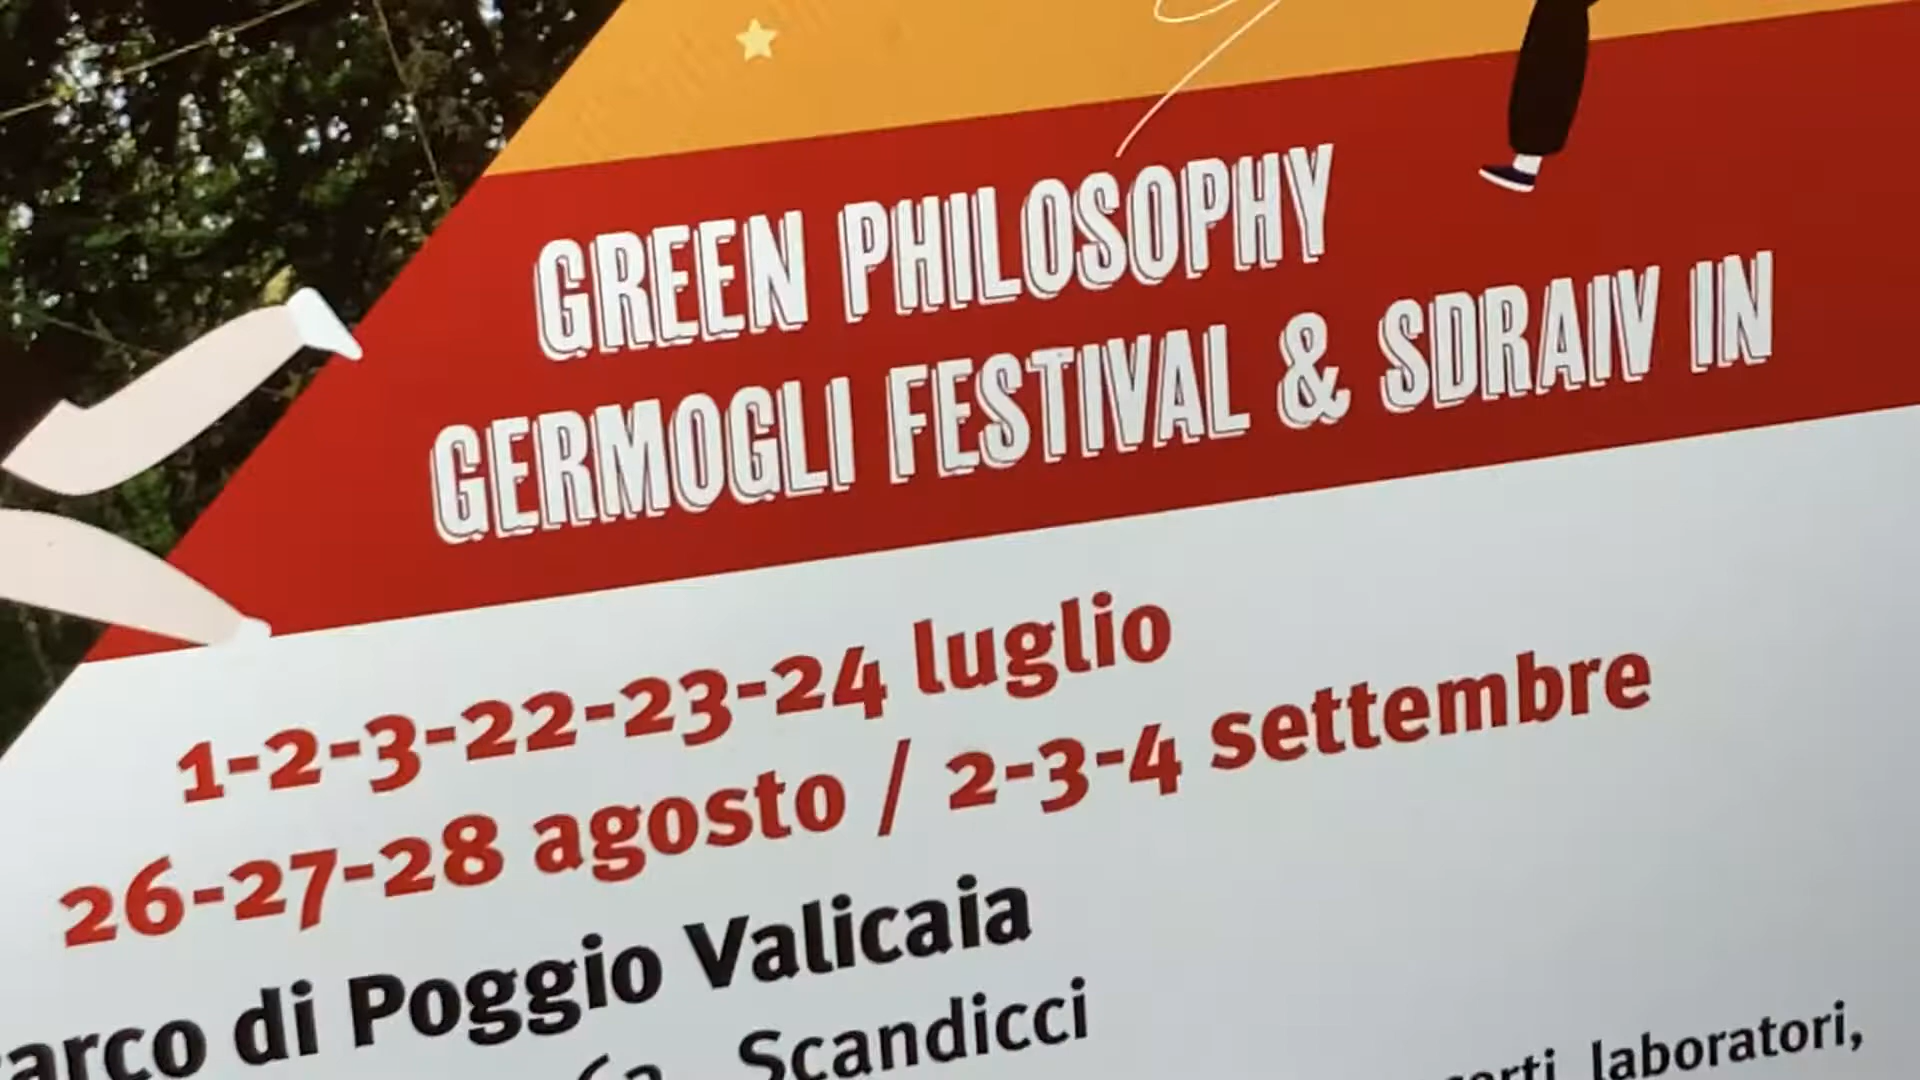 GREEN PHILOSOPHY
GERMOGLI FESTIVAL & SDRAIV IN
1-2-3-22-23-24 luglio
26-27-28 agosto / 2-3-4 settembre
di Poggio Valicaia
Scandicci
laboratori,